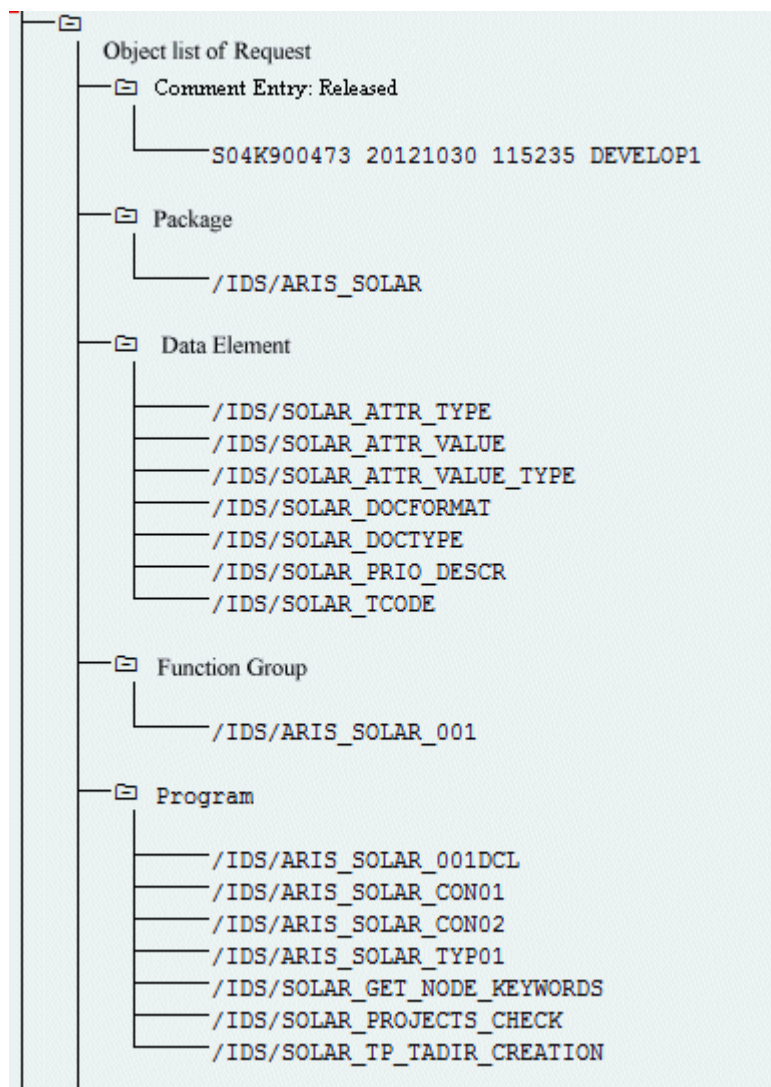 Object list of Request
Comment Entry: Released
S04K900473 20121030 115235 DEVELOP1
Package
/IDS/ARIS_SOLAR
Data Element
/IDS/SOLAR_ATTR_TYPE
/IDS/SOLAR_ATTR_VALUE
/IDS/SOLAR_ATTR_VALUE_TYPE
/IDS/SOLAR_DOCFORMAT
/IDS/SOLAR_DOCTYPE
/IDS/SOLAR_PRIO_DESCR
/IDS/SOLAR_TCODE
Function Group
/IDS/ARIS_SOLAR_001
Program
/IDS/ARIS_SOLAR_001DCL
/IDS/ARIS_SOLAR_CON01
/IDS/ARIS_SOLAR_CON02
/IDS/ARIS_SOLAR_TYP01
/IDS/SOLAR_GET_NODE_KEYWORDS
/IDS/SOLAR_PROJECTS_CHECK
/IDS/SOLAR_TP_TADIR_CREATION